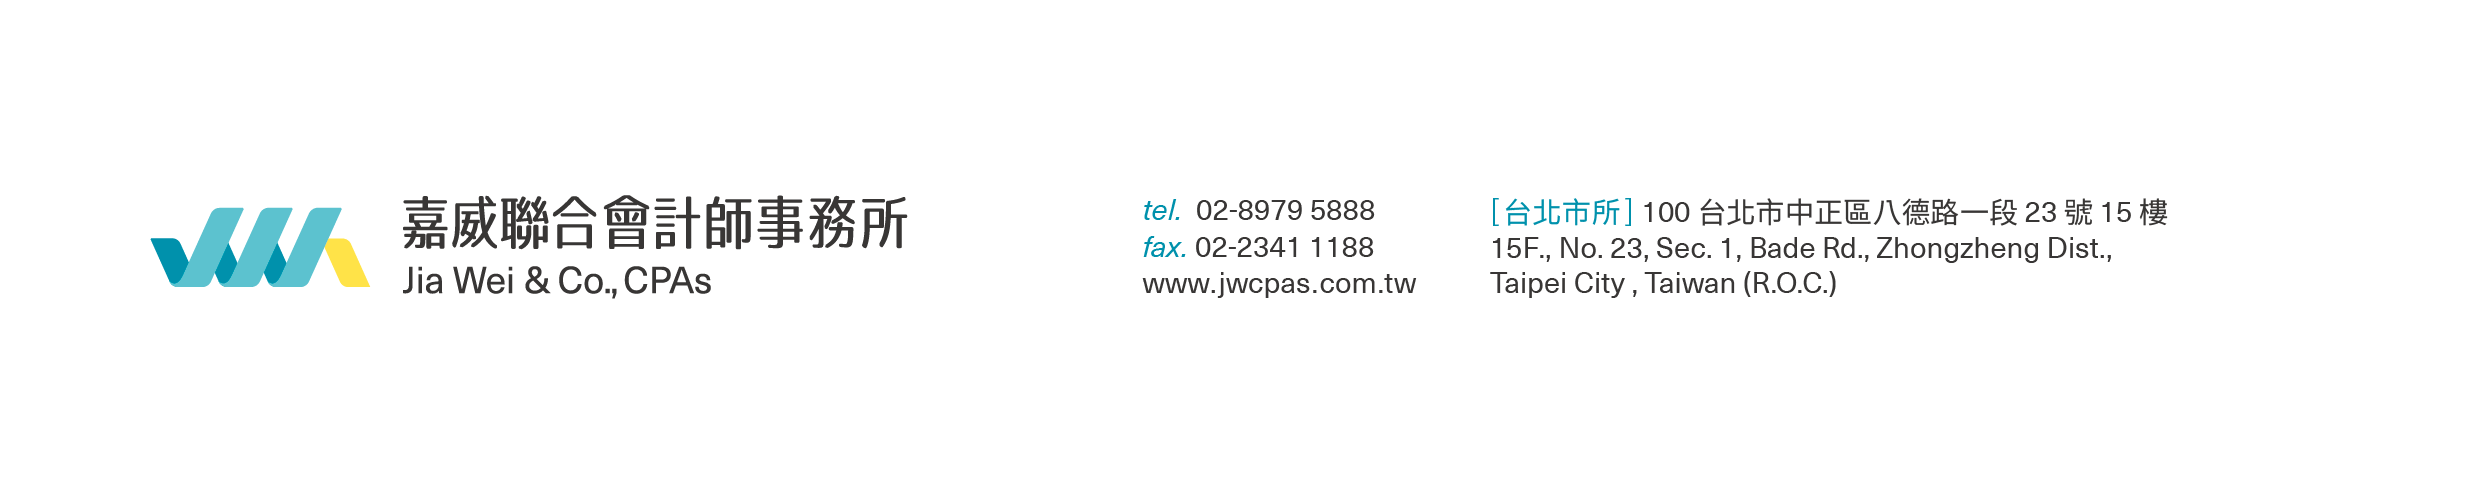 嘉威聯合會計師事務所
Jia Wei & Co., CPAs
tel. 02-8979 5888
fax. 02-2341 1188
www.jwcpas.com.tw
[台北市所] 100 台北市中正區八德路一段 23 號 15 樓
15F., No. 23, Sec. 1, Bade Rd., Zhongzheng Dist.,
Taipei City , Taiwan (R.O.C.)